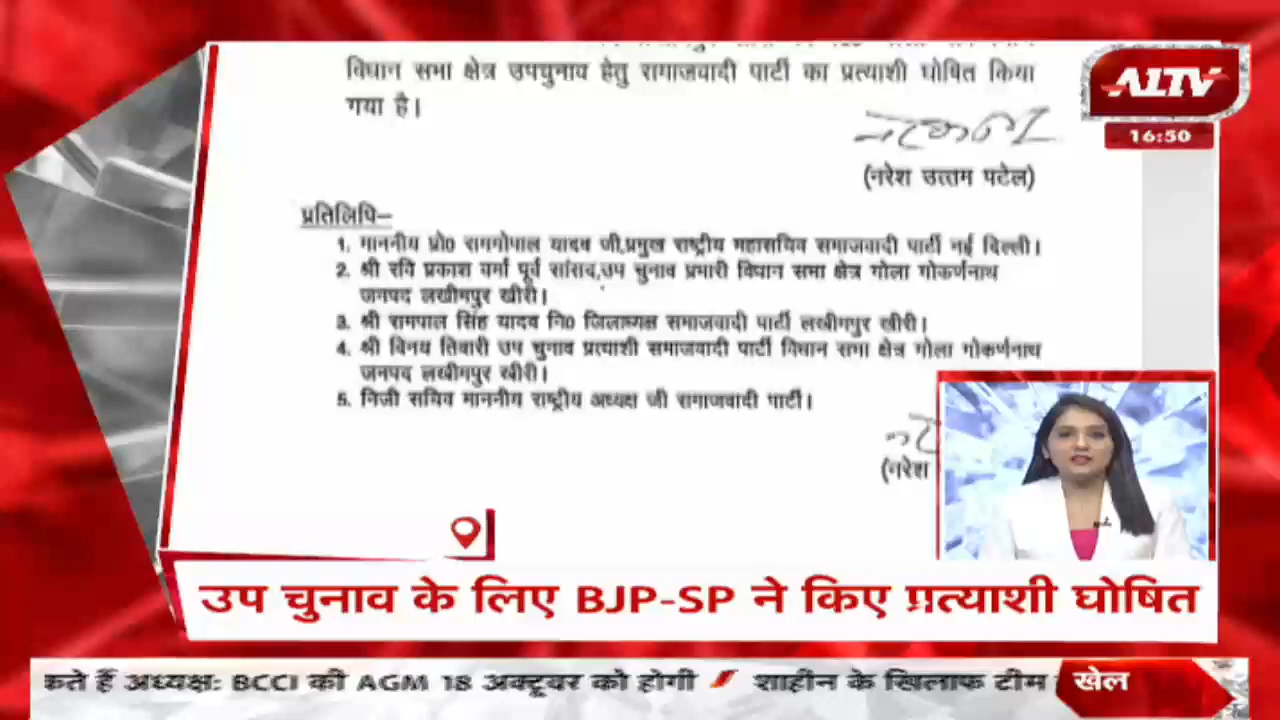 विधान सभा क्षेत्र उपचुनाव हेतु समाजवादी पार्टी का प्रत्याशी घोषित किया
गया है।
(नरेश उत्तम पटेल)
प्रतिलिपि–
1. माननीय प्रो0 रामगोपाल यादव जी,प्रमुख राष्ट्रीय महासचिव समाजवादी पार्टी नई दिल्ली।
2. श्री रवि प्रकाश वर्मा पूर्व सांसद,उप चुनाव प्रभारी विधान सभा क्षेत्र गोला गोकर्णनाथ
जनपद लखीमपुर खीरी।
3. श्री रामपाल सिंह यादव नि0 जिलाध्यक्ष समाजवादी पार्टी लखीमपुर खीरी।
4. श्री विनय तिवारी उप चुनाव प्रत्याशी समाजवादी पार्टी विधान सभा क्षेत्र गोला गोकर्णनाथ
जनपद लखीमपुर खीरी।
5. निजी सचिव माननीय राष्ट्रीय अध्यक्ष जी समाजवादी पार्टी।
(नरेश
ALTV
16:50
उप चुनाव के लिए BJP-SP ने किए प्रत्याशी घोषित
हैं अध्यक्ष: BCCI की AGM 18 अक्टूबर को होगी शाहीन के खिलाफ टीम
खेल